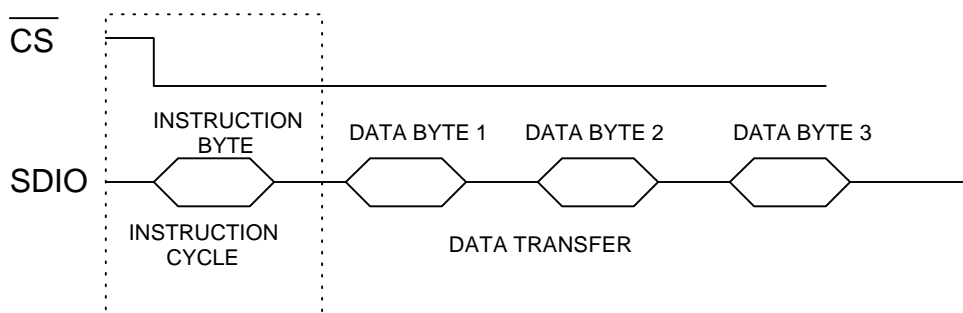 CS
INSTRUCTION
BYTE
DATA BYTE 1
DATA BYTE 2
DATA BYTE 3
SDIO
INSTRUCTION
CYCLE
DATA TRANSFER